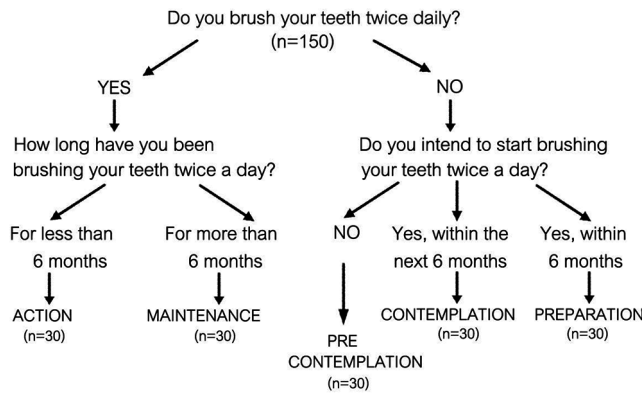 Do you brush your teeth twice daily?
(n=150)
YES
NO
How long have you been
brushing your teeth twice a day?
Do you intend to start brushing
your teeth twice a day?
For less than
6 months
For more than
6 months
NO
Yes, within the
next 6 months
Yes, within
6 months
ACTION
(n=30)
MAINTENANCE
(n=30)
PRE
CONTEMPLATION
(n=30)
CONTEMPLATION
(n=30)
PREPARATION
(n=30)